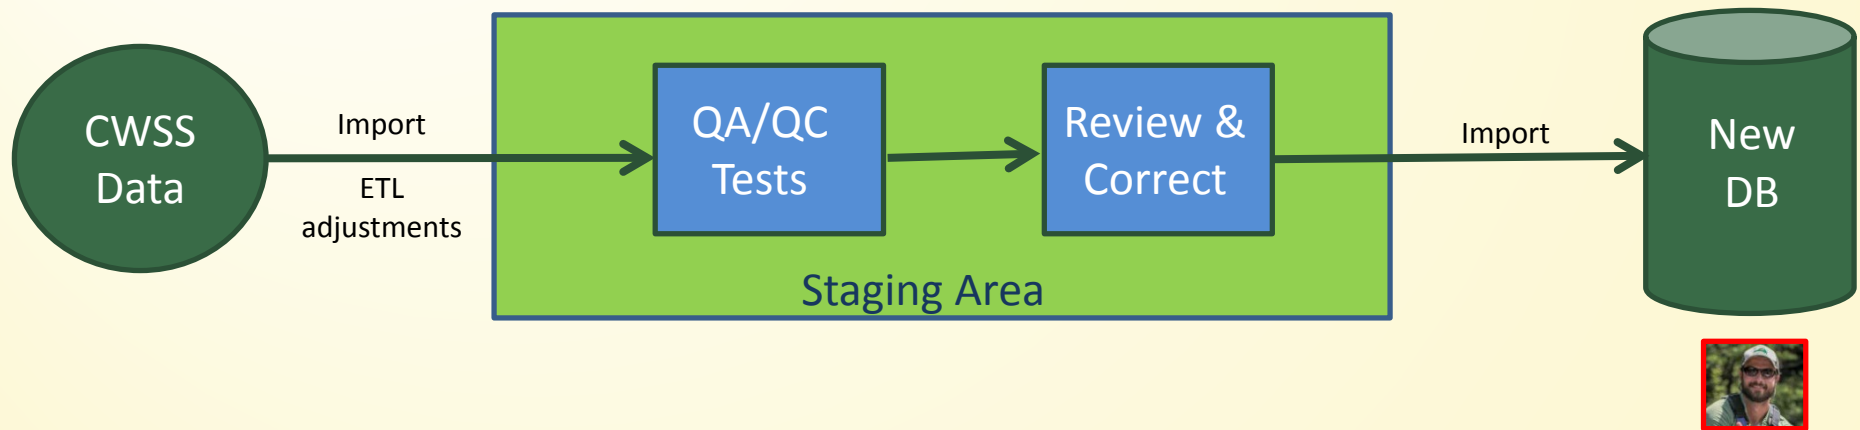 CWSS
Data
Import
ETL
adjustments
QA/QC
Tests
Review &
Correct
Staging Area
Import
New
DB